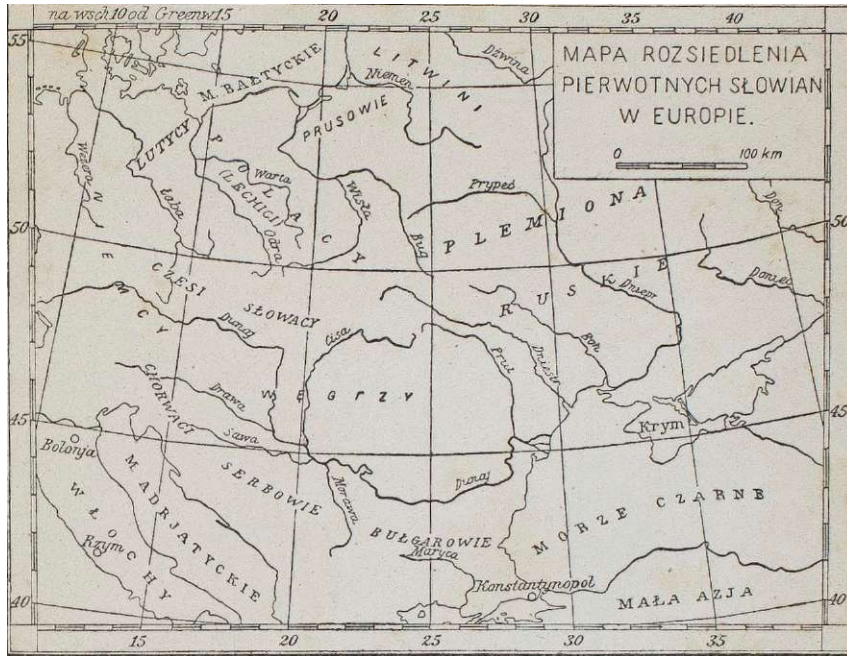 na wsch 10 od Greenw 15 20 25 30 35 40
55
MAPA ROZSIEDLENIA
PIERWOTNYCH SŁOWIAN
W EUROPIE.
0 100 km
M. BAŁTYCKIE
LITWINI
Dźwina
Niemen
PRUSOWIE
LUTYCY
Wezera
Łaba
POLACY
(LECHICI)
Warta
Odra
Wisła
Bug
Prypeć
PLEMIONA
RUSKIE
Don
50
50
NIEMCY
CZESI
SŁOWACY
Dunaj
Cisa
Prut
Dniestr
Boh
Dniepr
Doniec
WĘGRZY
CHORWACI
Drawa
Sawa
45
45
Krym
Bolonja
M. ADRJATYCKIE
SERBOWIE
Morawa
Dunaj
WŁOCHY
Rzym
BUŁGAROWIE
Maryca
MORZE CZARNE
Konstantynopol
MAŁA AZJA
40
40
15 20 25 30 35